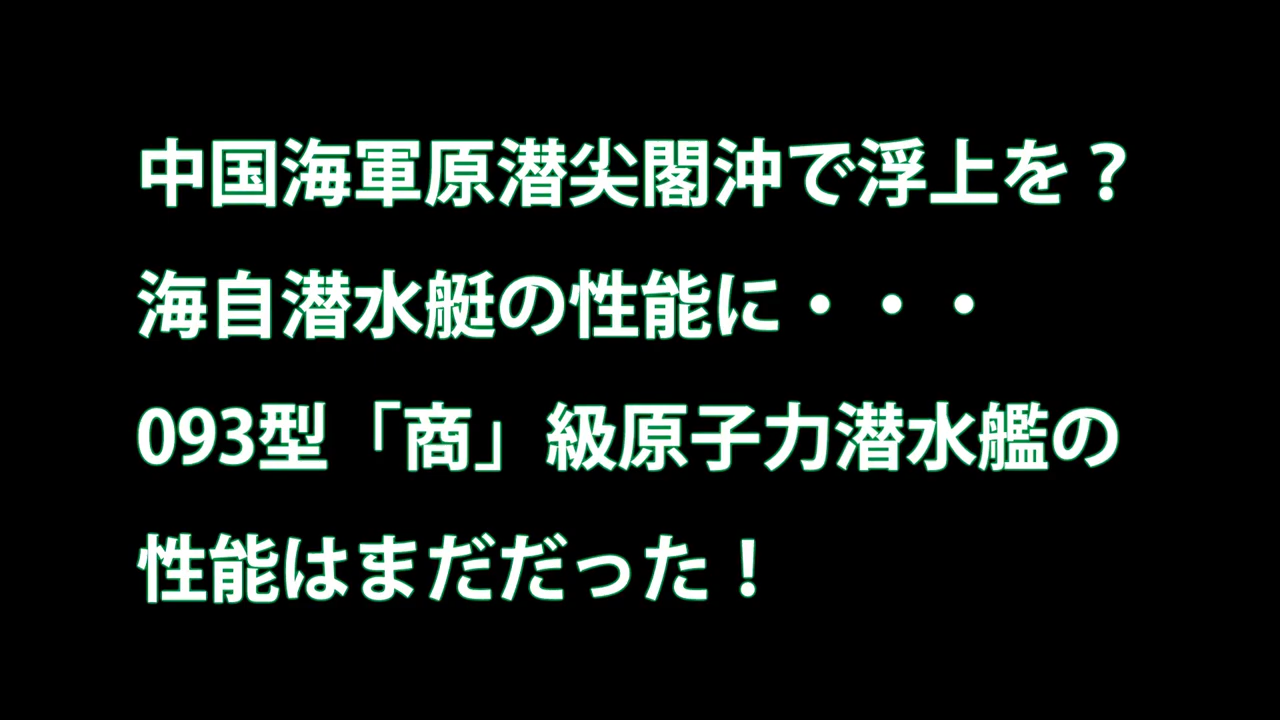 中国海軍原潜尖閣沖で浮上を？
海自潜水艇の性能に・・・
093型「商」級原子力潜水艦の
性能はまだだった！